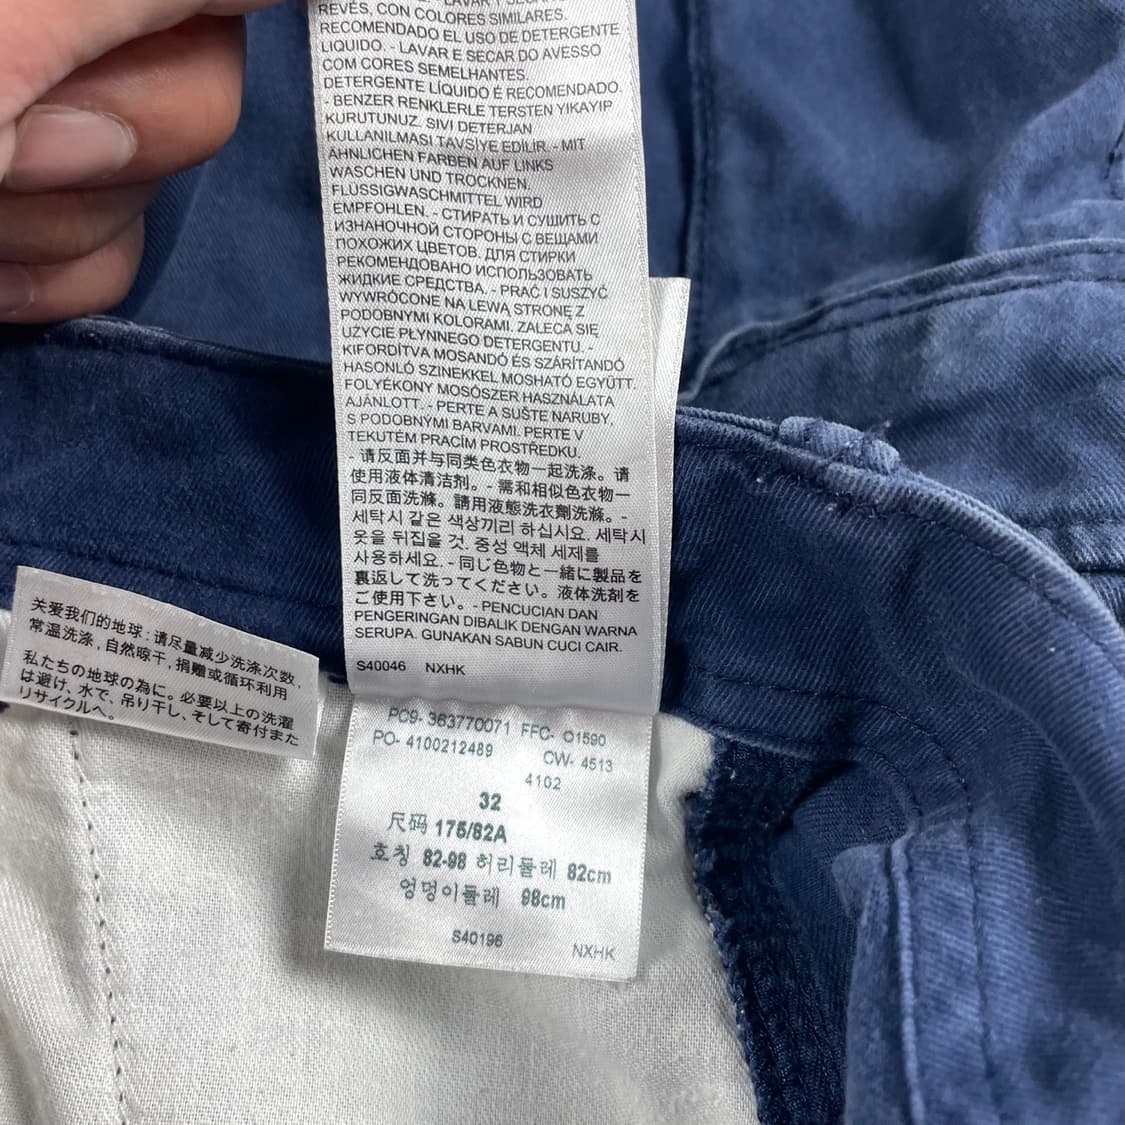 REVÉS, CON COLORES SIMILARES.
RECOMENDADO EL USO DE DETERGENTE
LIQUIDO. - LAVAR E SECAR DO AVESSO
COM CORES SEMELHANTES.
DETERGENTE LÍQUIDO É RECOMENDADO.
- BENZER RENKLERLE TERSTEN YIKAYIP
KURUTUNUZ. SIVI DETERJAN
KULLANILMASI TAVSİYE EDİLİR. - MIT
ÄHNLICHEN FARBEN AUF LINKS
WASCHEN UND TROCKNEN.
FLÜSSIGWASCHMITTEL WIRD
EMPFOHLEN. - СТИРАТЬ И СУШИТЬ С
ИЗНАНОЧНОЙ СТОРОНЫ С ВЕЩАМИ
ПОХОЖИХ ЦВЕТОВ. ДЛЯ СТИРКИ
РЕКОМЕНДОВАНО ИСПОЛЬЗОВАТЬ
ЖИДКИЕ СРЕДСТВА. - PRAĆ I SUSZYĆ
WYWRÓCONE NA LEWĄ STRONĘ Z
PODOBNYMI KOLORAMI. ZALECA SIĘ
UŻYCIE PŁYNNEGO DETERGENTU. -
KIFORDÍTVA MOSANDÓ ÉS SZÁRÍTANDÓ
HASONLÓ SZINEKKEL MOSHATÓ EGYÜTT.
FOLYÉKONY MOSÓSZER HASZNÁLATA
AJÁNLOTT. - PERTE A SUŠTE NARUBY,
S PODOBNÝMI BARVAMI. PERTE V
TEKUTÉM PRACÍM PROSTŘEDKU.
- 请反面并与同类色衣物一起洗涤。请
使用液体清洁剂。- 需和相似色衣物一
同反面洗滌。請用液態洗衣劑洗滌。-
세탁시 같은 색상끼리 하십시요. 세탁시
옷을 뒤집을 것. 중성 액체 세제를
사용하세요. - 同じ色物と一緒に製品を
裏返して洗ってください。液体洗剤を
ご使用下さい。- PENCUCIAN DAN
PENGERINGAN DIBALIK DENGAN WARNA
SERUPA. GUNAKAN SABUN CUCI CAIR.
S40046 NXHK
关爱我们的地球：请尽量减少洗涤次数，
常温洗涤，自然晾干，捐赠或循环利用
私たちの地球の為に。必要以上の洗濯
は避け、水で、吊り干し、そして寄付また
リサイクルへ。
PC9- 363770071 FFC- O1590
PO- 4100212489 CW- 4513
4102
32
尺码 175/82A
호칭 82-98 허리둘레 82cm
엉덩이둘레 98cm
S40196 NXHK